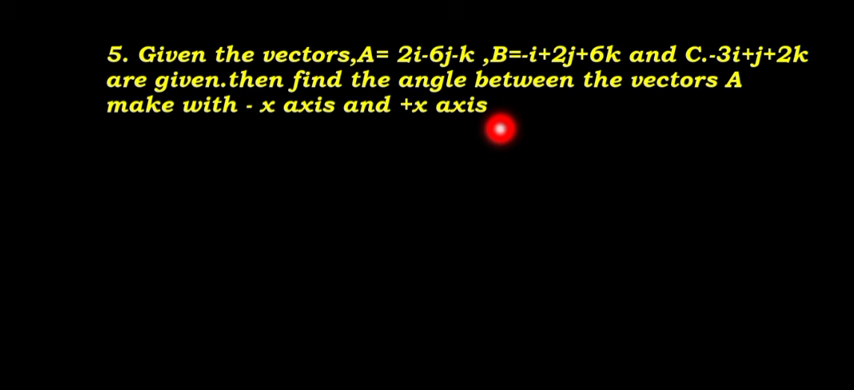 5. Given the vectors,A= 2i-6j-k ,B=-i+2j+6k and C.-3i+j+2k
are given.then find the angle between the vectors A
make with - x axis and +x axis